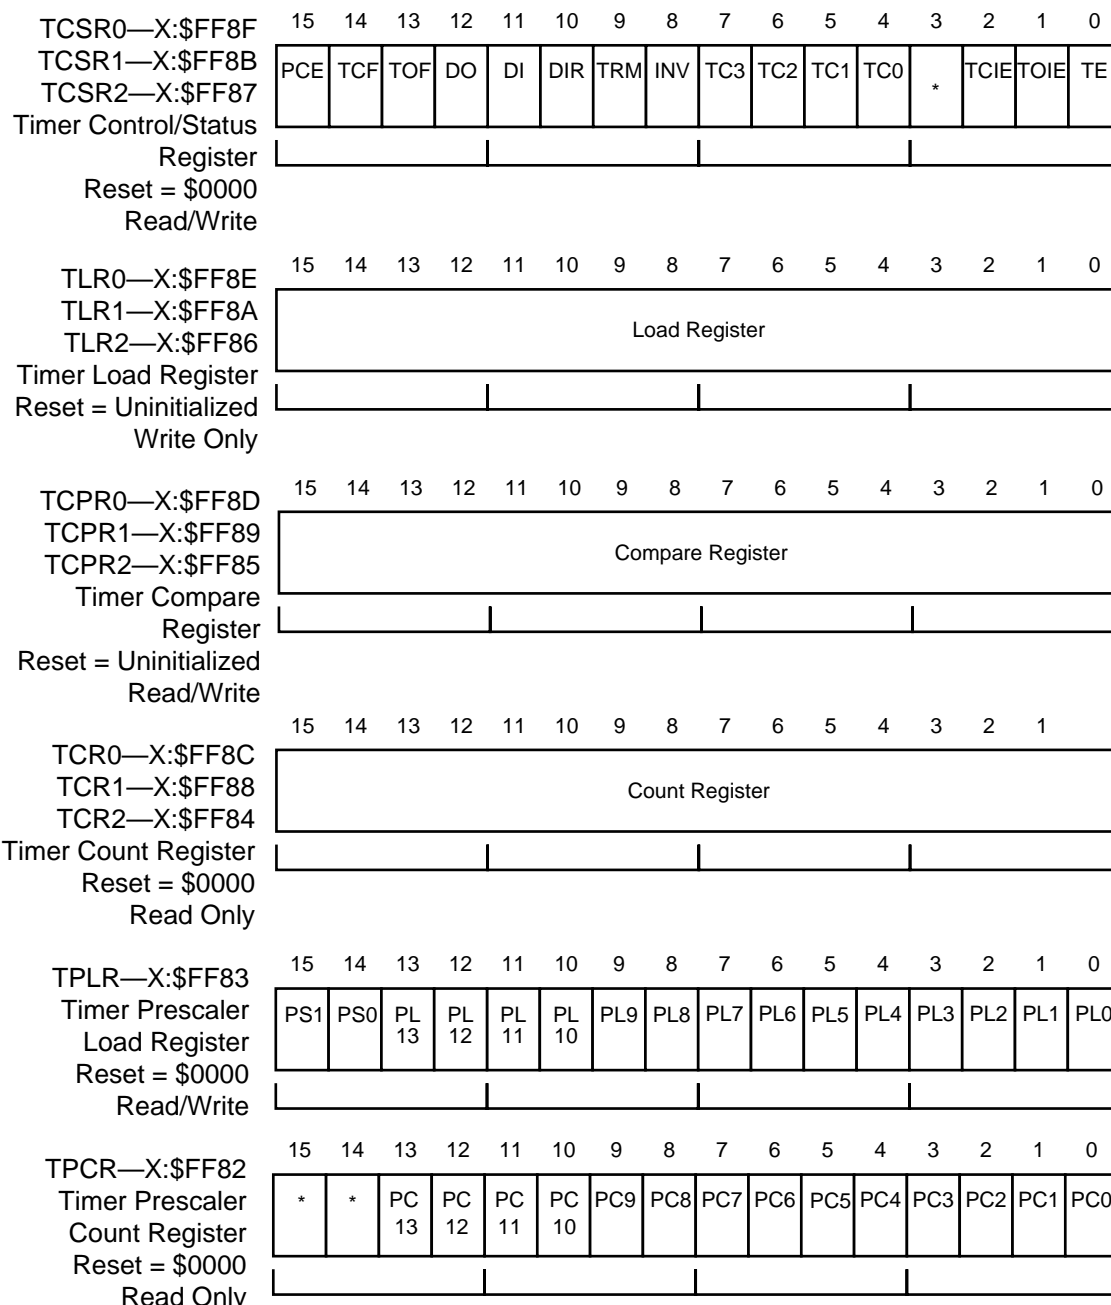 TCSR0—X:$FF8F
TCSR1—X:$FF8B
TCSR2—X:$FF87
Timer Control/Status
Register
Reset = $0000
Read/Write
15 14 13 12 11 10 9 8 7 6 5 4 3 2 1 0
PCE TCF TOF DO DI DIR TRM INV TC3 TC2 TC1 TC0 * TCIE TOIE TE
TLR0—X:$FF8E
TLR1—X:$FF8A
TLR2—X:$FF86
Timer Load Register
Reset = Uninitialized
Write Only
15 14 13 12 11 10 9 8 7 6 5 4 3 2 1 0
Load Register
TCPR0—X:$FF8D
TCPR1—X:$FF89
TCPR2—X:$FF85
Timer Compare
Register
Reset = Uninitialized
Read/Write
15 14 13 12 11 10 9 8 7 6 5 4 3 2 1 0
Compare Register
TCR0—X:$FF8C
TCR1—X:$FF88
TCR2—X:$FF84
Timer Count Register
Reset = $0000
Read Only
15 14 13 12 11 10 9 8 7 6 5 4 3 2 1
Count Register
TPLR—X:$FF83
Timer Prescaler
Load Register
Reset = $0000
Read/Write
15 14 13 12 11 10 9 8 7 6 5 4 3 2 1 0
PS1 PS0 PL 13 PL 12 PL 11 PL 10 PL9 PL8 PL7 PL6 PL5 PL4 PL3 PL2 PL1 PL0
TPCR—X:$FF82
Timer Prescaler
Count Register
Reset = $0000
Read Only
15 14 13 12 11 10 9 8 7 6 5 4 3 2 1 0
* * PC 13 PC 12 PC 11 PC 10 PC9 PC8 PC7 PC6 PC5 PC4 PC3 PC2 PC1 PC0